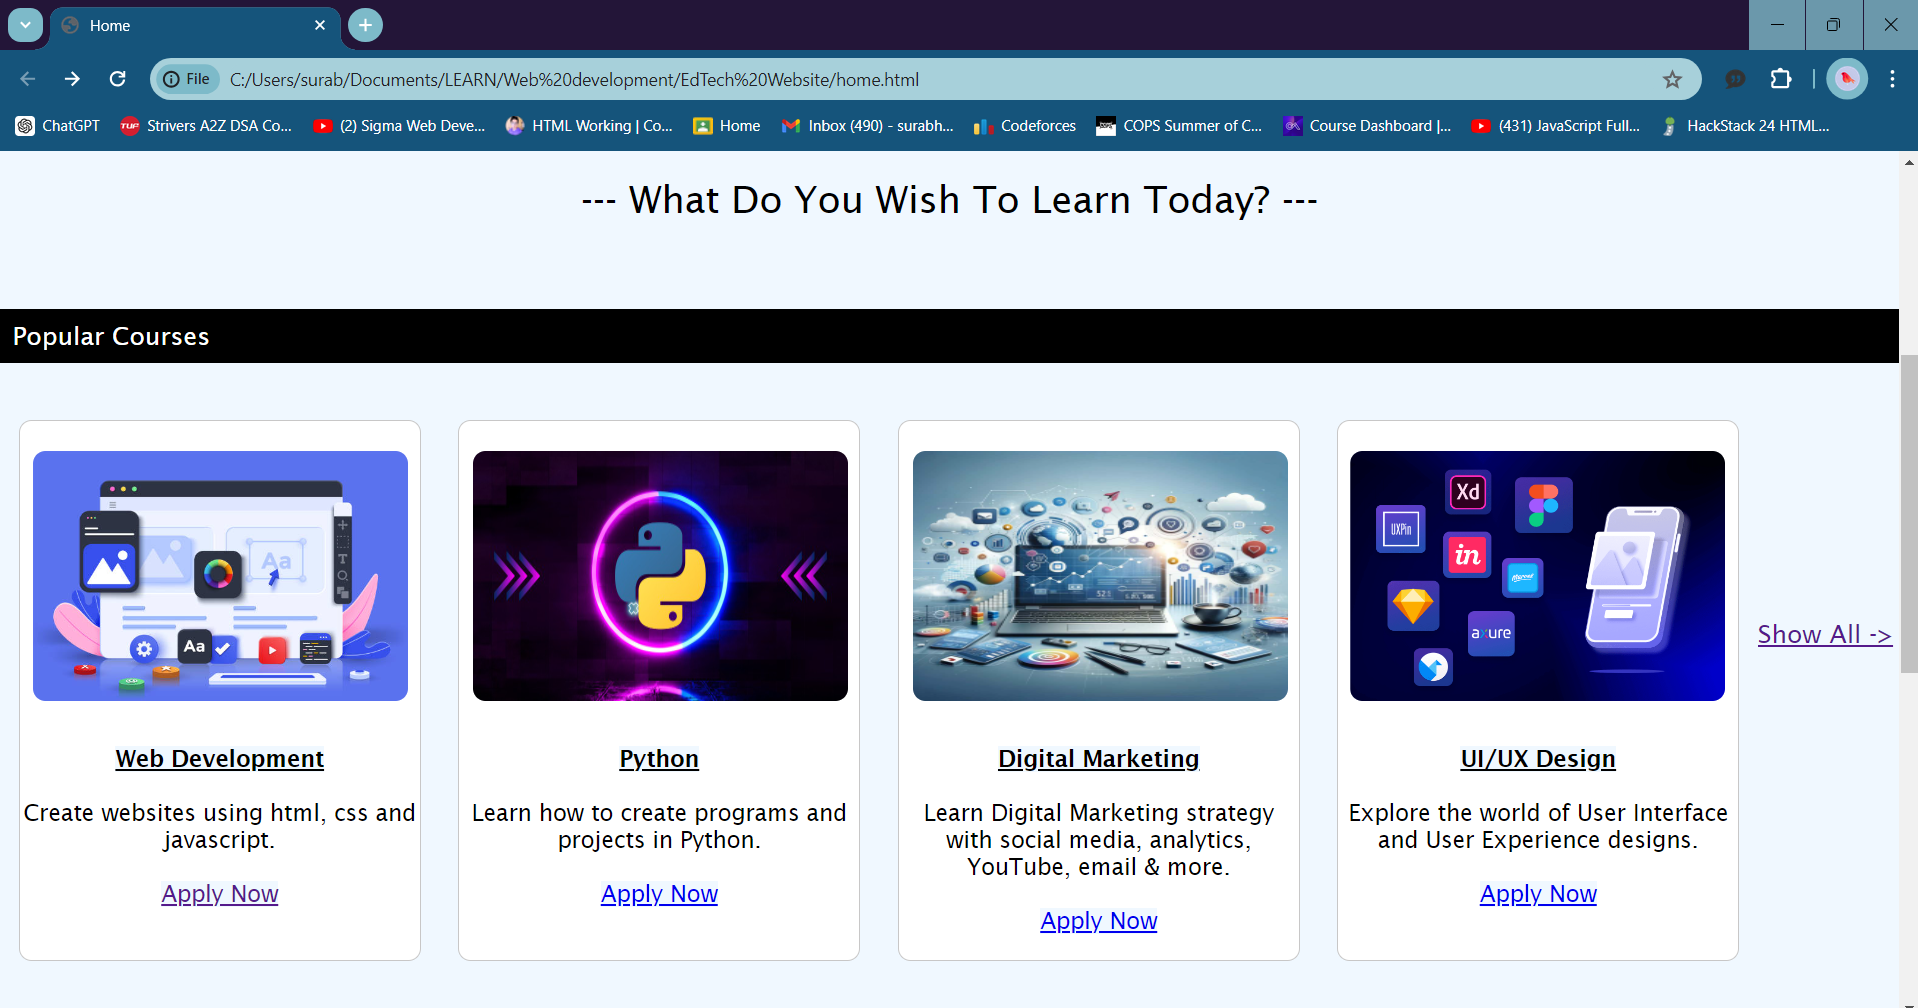 Home
File
C:/Users/surab/Documents/LEARN/Web%20development/EdTech%20Website/home.html
ChatGPT
Strivers A2Z DSA Co...
(2) Sigma Web Deve...
HTML Working | Co...
Home
Inbox (490) - surabh...
Codeforces
COPS Summer of C...
Course Dashboard |...
(431) JavaScript Full...
HackStack 24 HTML...
--- What Do You Wish To Learn Today? ---
Popular Courses
Aa
Aa
Xd
UXPin
in
axure
Show All ->
Web Development
Create websites using html, css and
javascript.
Apply Now
Python
Learn how to create programs and
projects in Python.
Apply Now
Digital Marketing
Learn Digital Marketing strategy
with social media, analytics,
YouTube, email & more.
Apply Now
UI/UX Design
Explore the world of User Interface
and User Experience designs.
Apply Now